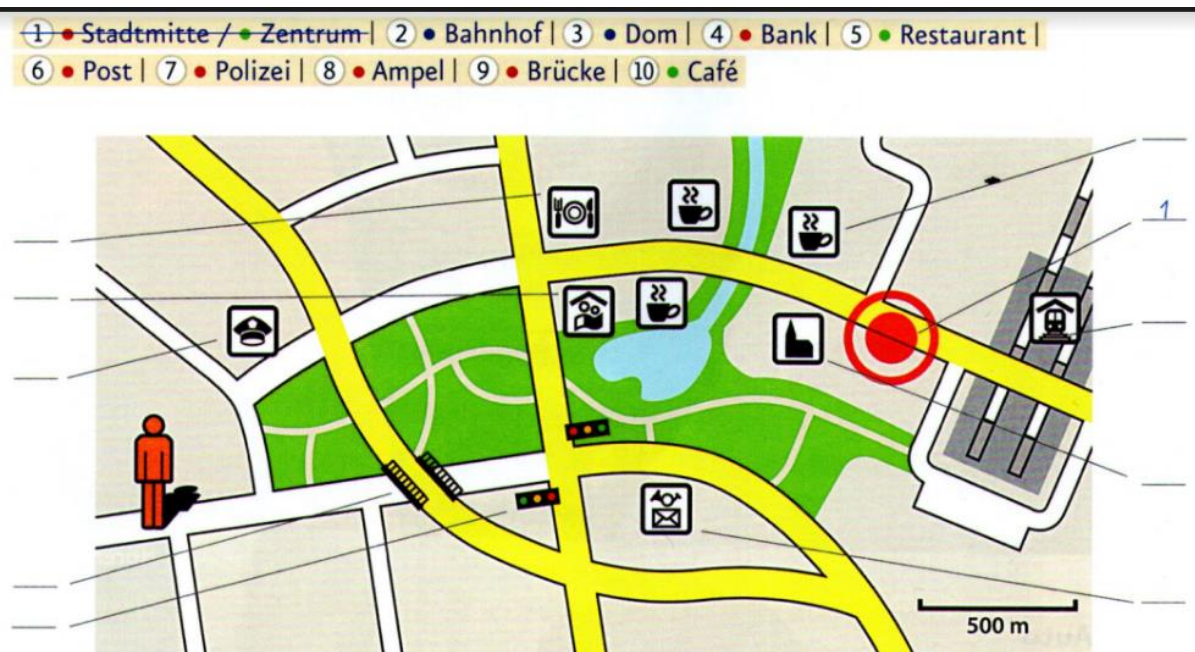 1 • Stadtmitte / • Zentrum | 2 • Bahnhof | 3 • Dom | 4 • Bank | 5 • Restaurant |
6 • Post | 7 • Polizei | 8 • Ampel | 9 • Brücke | 10 • Café
1
500 m